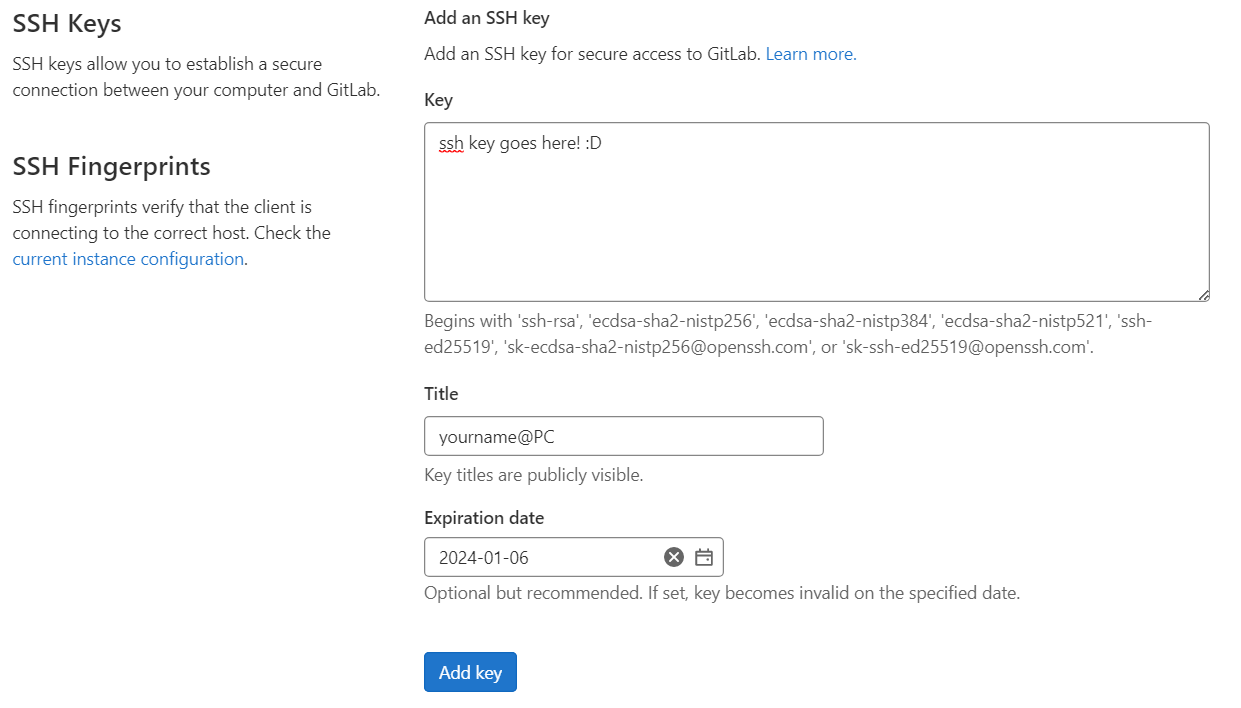 SSH Keys
SSH keys allow you to establish a secure
connection between your computer and GitLab.
SSH Fingerprints
SSH fingerprints verify that the client is
connecting to the correct host. Check the
current instance configuration.
Add an SSH key
Add an SSH key for secure access to GitLab. Learn more.
Key
ssh key goes here! :D
Begins with 'ssh-rsa', 'ecdsa-sha2-nistp256', 'ecdsa-sha2-nistp384', 'ecdsa-sha2-nistp521', 'ssh-
ed25519', 'sk-ecdsa-sha2-nistp256@openssh.com', or 'sk-ssh-ed25519@openssh.com'.
Title
yourname@PC
Key titles are publicly visible.
Expiration date
2024-01-06
Optional but recommended. If set, key becomes invalid on the specified date.
Add key